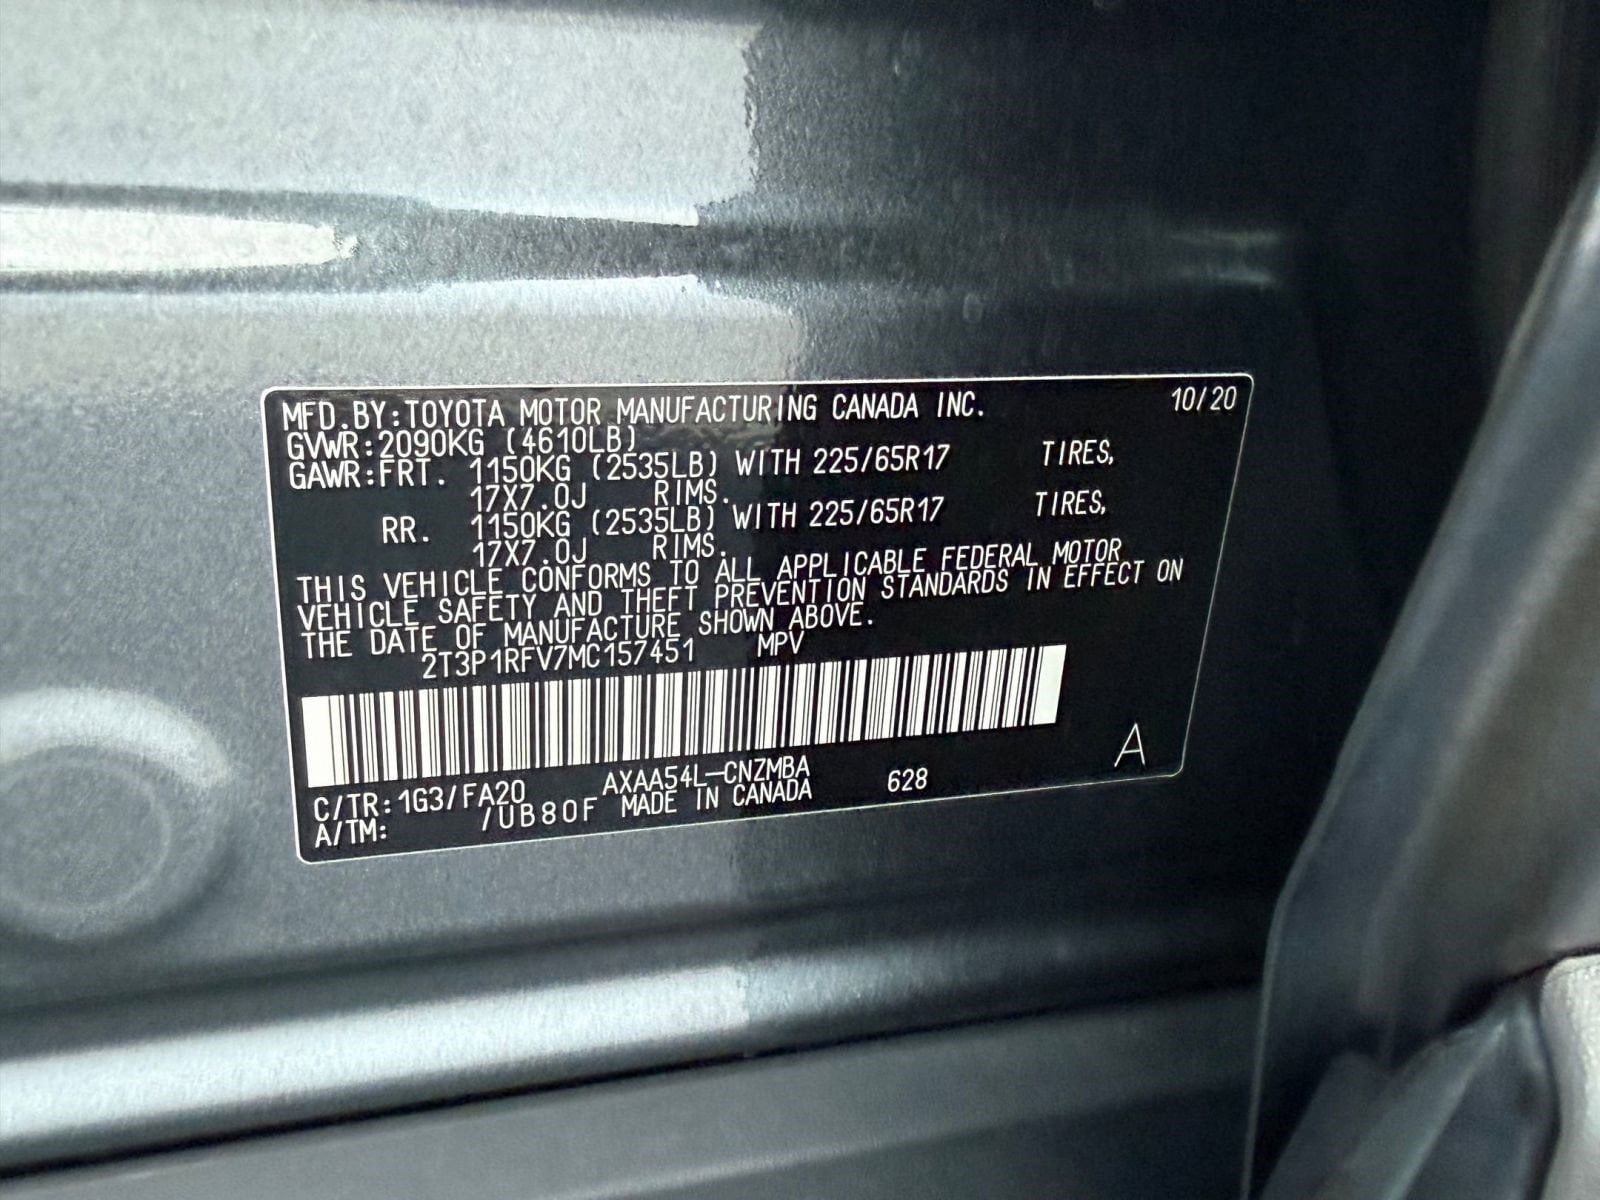 MFD.BY:TOYOTA MOTOR MANUFACTURING CANADA INC. 10/20
GVWR:2090KG (4610LB)
GAWR:FRT. 1150KG (2535LB) WITH 225/65R17 TIRES,
17X7.0J RIMS.
RR. 1150KG (2535LB) WITH 225/65R17 TIRES,
17X7.0J RIMS.
THIS VEHICLE CONFORMS TO ALL APPLICABLE FEDERAL MOTOR
VEHICLE SAFETY AND THEFT PREVENTION STANDARDS IN EFFECT ON
THE DATE OF MANUFACTURE SHOWN ABOVE.
2T3P1RFV7MC157451 MPV
A
C/TR:1G3/FA20 AXAA54L-CNZMBA 628
A/TM: /UB80F MADE IN CANADA